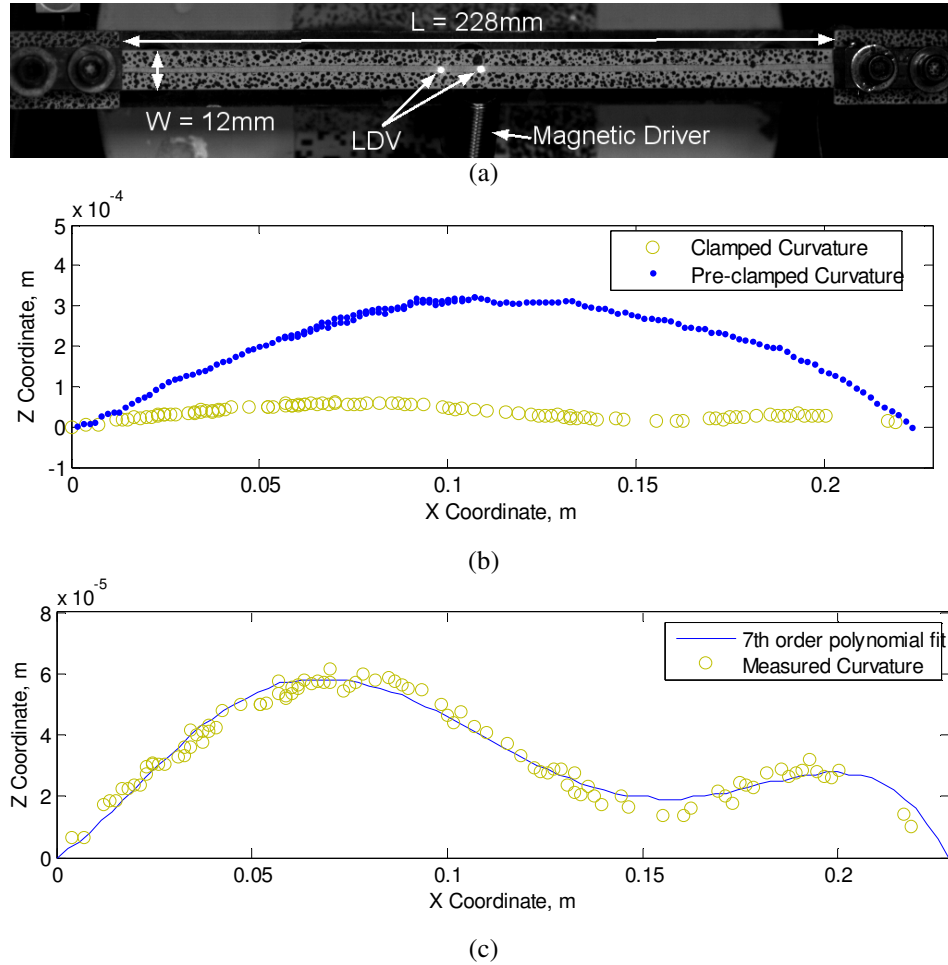 L = 228mm
W = 12mm
LDV
Magnetic Driver
(a)
x 10^-4
5
4
3
2
1
0
-1
Z Coordinate, m
Clamped Curvature
Pre-clamped Curvature
0 0.05 0.1 0.15 0.2
X Coordinate, m
(b)
x 10^-5
8
6
4
2
0
Z Coordinate, m
7th order polynomial fit
Measured Curvature
0 0.05 0.1 0.15 0.2
X Coordinate, m
(c)